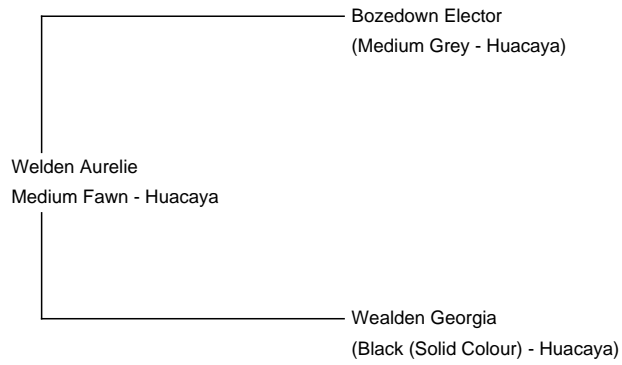 Bozedown Elector
(Medium Grey - Huacaya)
Welden Aurelie
Medium Fawn - Huacaya
Wealden Georgia
(Black (Solid Colour) - Huacaya)